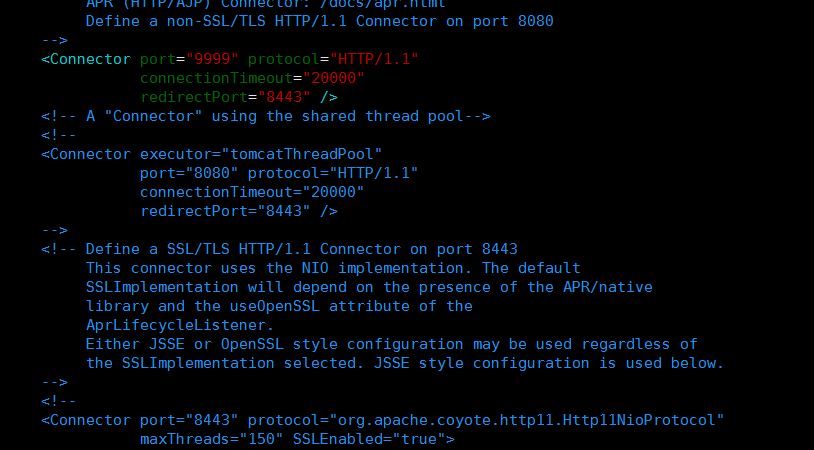 APR (HTTP/AJP) Connector: /docs/apr.html
Define a non-SSL/TLS HTTP/1.1 Connector on port 8080
-->
<Connector port="9999" protocol="HTTP/1.1"
connectionTimeout="20000"
redirectPort="8443" />
<!-- A "Connector" using the shared thread pool-->
<!--
<Connector executor="tomcatThreadPool"
port="8080" protocol="HTTP/1.1"
connectionTimeout="20000"
redirectPort="8443" />
-->
<!-- Define a SSL/TLS HTTP/1.1 Connector on port 8443
This connector uses the NIO implementation. The default
SSLImplementation will depend on the presence of the APR/native
library and the useOpenSSL attribute of the
AprLifecycleListener.
Either JSSE or OpenSSL style configuration may be used regardless of
the SSLImplementation selected. JSSE style configuration is used below.
-->
<!--
<Connector port="8443" protocol="org.apache.coyote.http11.Http11NioProtocol"
maxThreads="150" SSLEnabled="true">